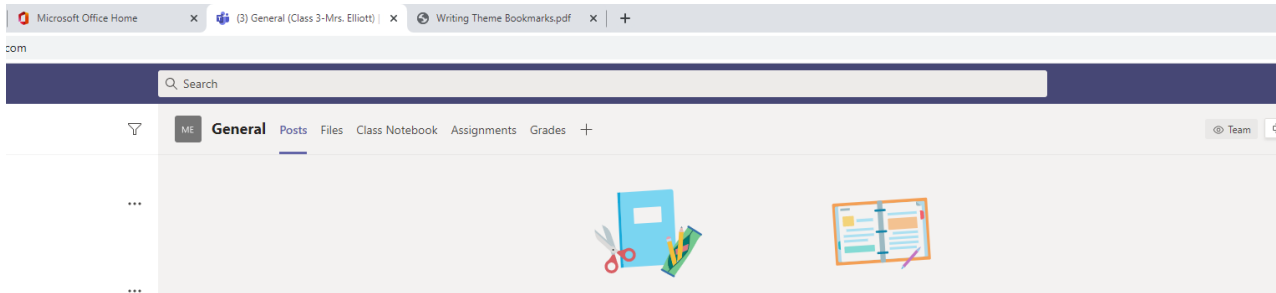 Microsoft Office Home
(3) General (Class 3-Mrs. Elliott) |
Writing Theme Bookmarks.pdf
com
Search
ME General Posts Files Class Notebook Assignments Grades
Team